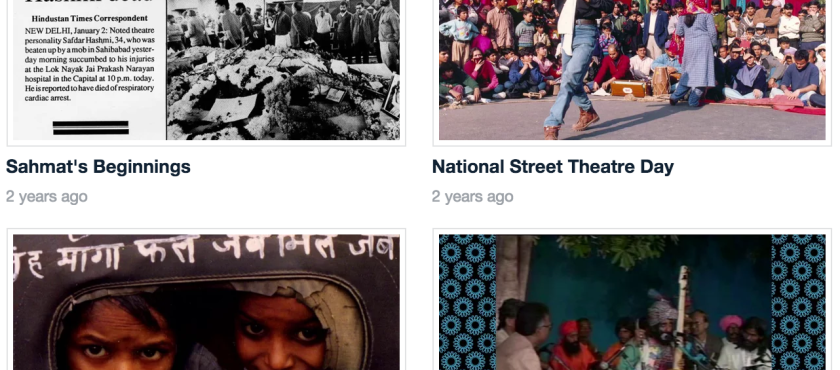 Hindustan Times Correspondent
NEW DELHI, January 2: Noted theatre
personality Safdar Hashmi, 34, who was
beaten up by a mob in Sahibabad yester-
day morning succumbed to his injuries
at the Lok Nayak Jai Prakash Narayan
hospital in the Capital at 10 p.m. today.
He is reported to have died of respiratory
cardiac arrest.
Sahmat's Beginnings
National Street Theatre Day
2 years ago
2 years ago
मांगा फल जब मिल जब